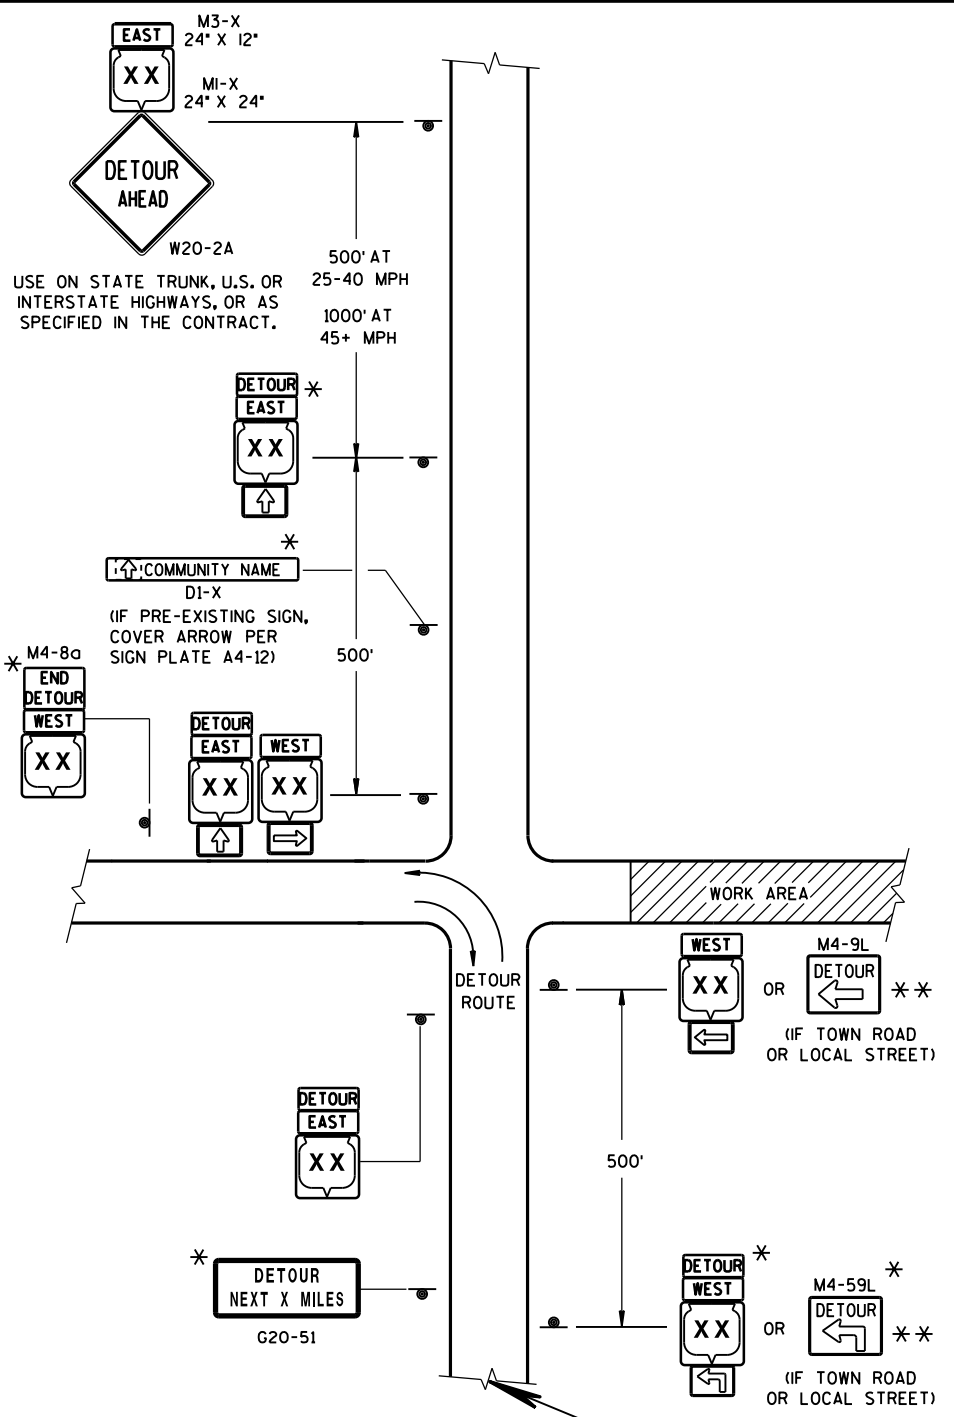 M3-X
24" X 12"
EAST
XX
M1-X
24" X 24"
DETOUR
AHEAD
W20-2A
USE ON STATE TRUNK, U.S. OR
INTERSTATE HIGHWAYS, OR AS
SPECIFIED IN THE CONTRACT.
500' AT
25-40 MPH
1000' AT
45+ MPH
DETOUR *
EAST
XX
*
COMMUNITY NAME
D1-X
(IF PRE-EXISTING SIGN,
COVER ARROW PER
SIGN PLATE A4-12)
500'
M4-8a
*
END
DETOUR
WEST
XX
DETOUR
EAST
XX
WEST
XX
WORK AREA
DETOUR
ROUTE
WEST
XX
OR
M4-9L
DETOUR
**
(IF TOWN ROAD
OR LOCAL STREET)
DETOUR
EAST
XX
500'
*
DETOUR
NEXT X MILES
G20-51
DETOUR *
WEST
XX
OR
M4-59L *
DETOUR
**
(IF TOWN ROAD
OR LOCAL STREET)